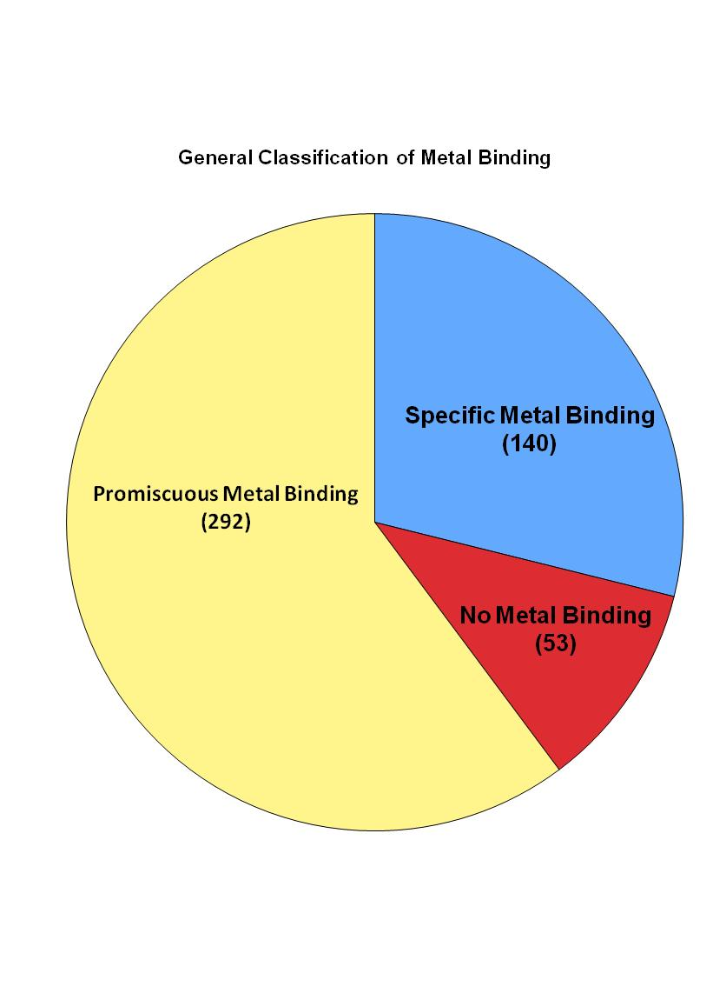 General Classification of Metal Binding
Specific Metal Binding
(140)
Promiscuous Metal Binding
(292)
No Metal Binding
(53)